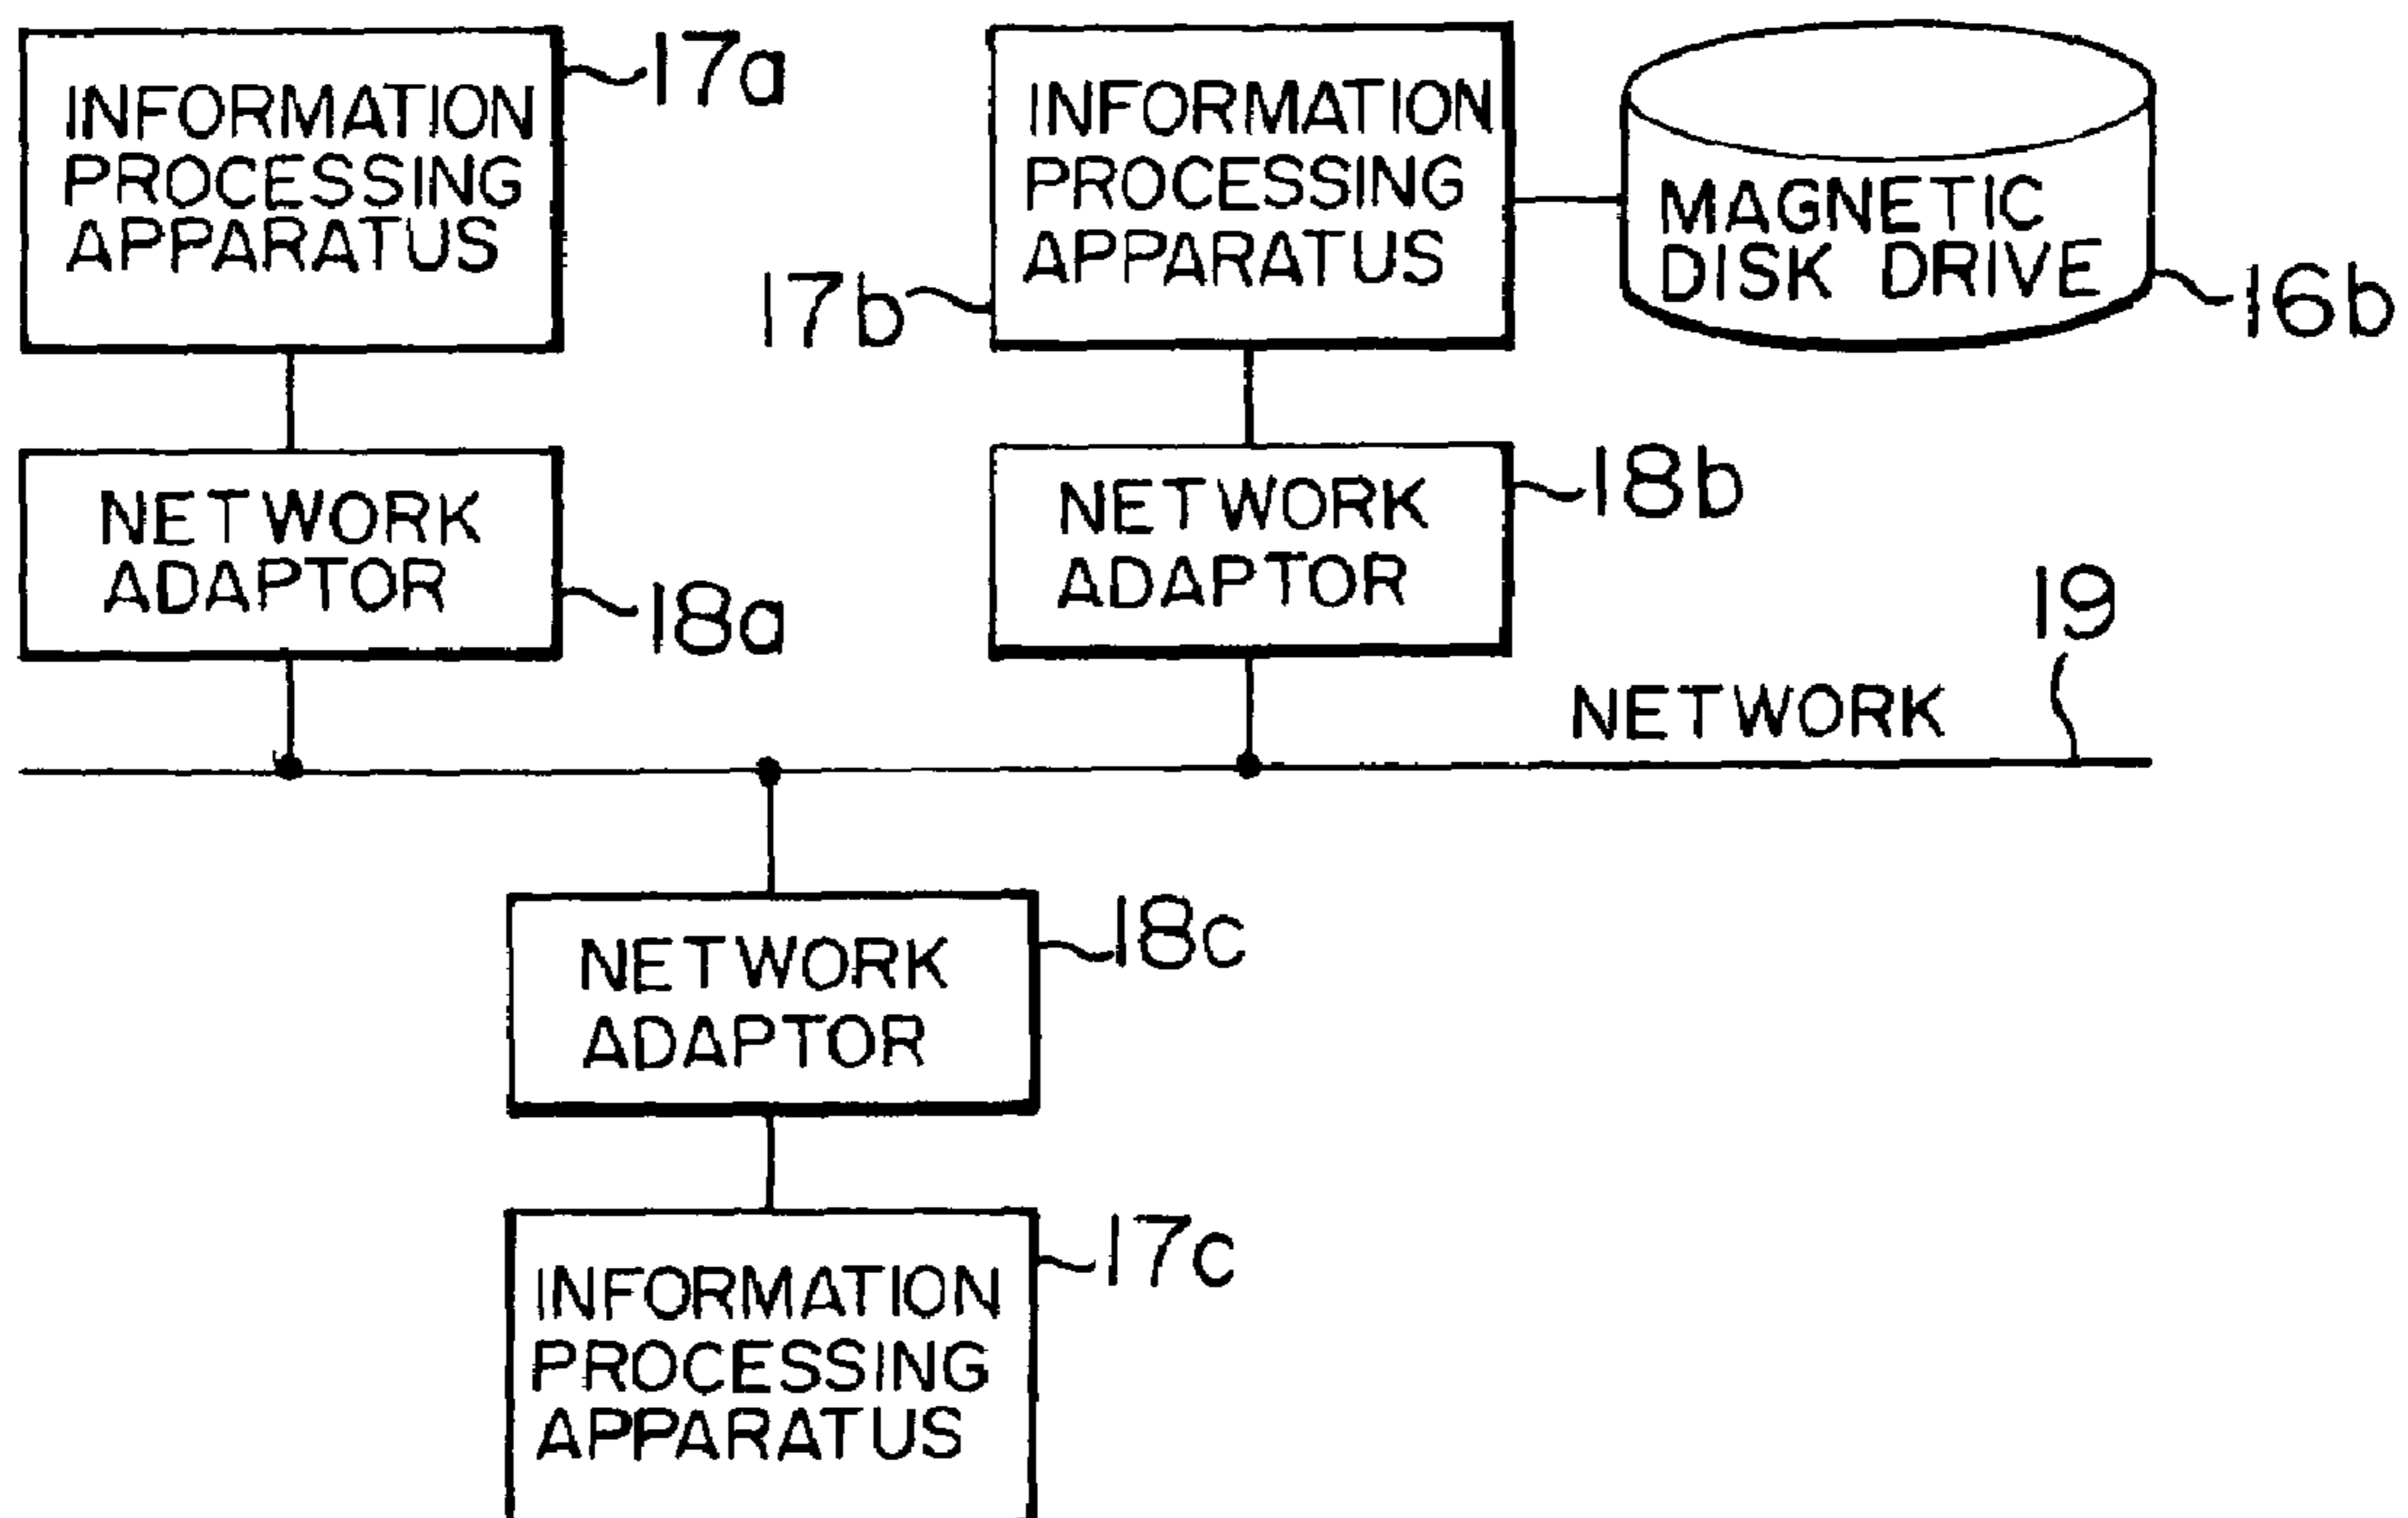 INFORMATION
PROCESSING
APPARATUS
17a
INFORMATION
PROCESSING
APPARATUS
17b
MAGNETIC
DISK DRIVE
16b
NETWORK
ADAPTOR
18a
NETWORK
ADAPTOR
18b
NETWORK
19
NETWORK
ADAPTOR
18c
INFORMATION
PROCESSING
APPARATUS
17c